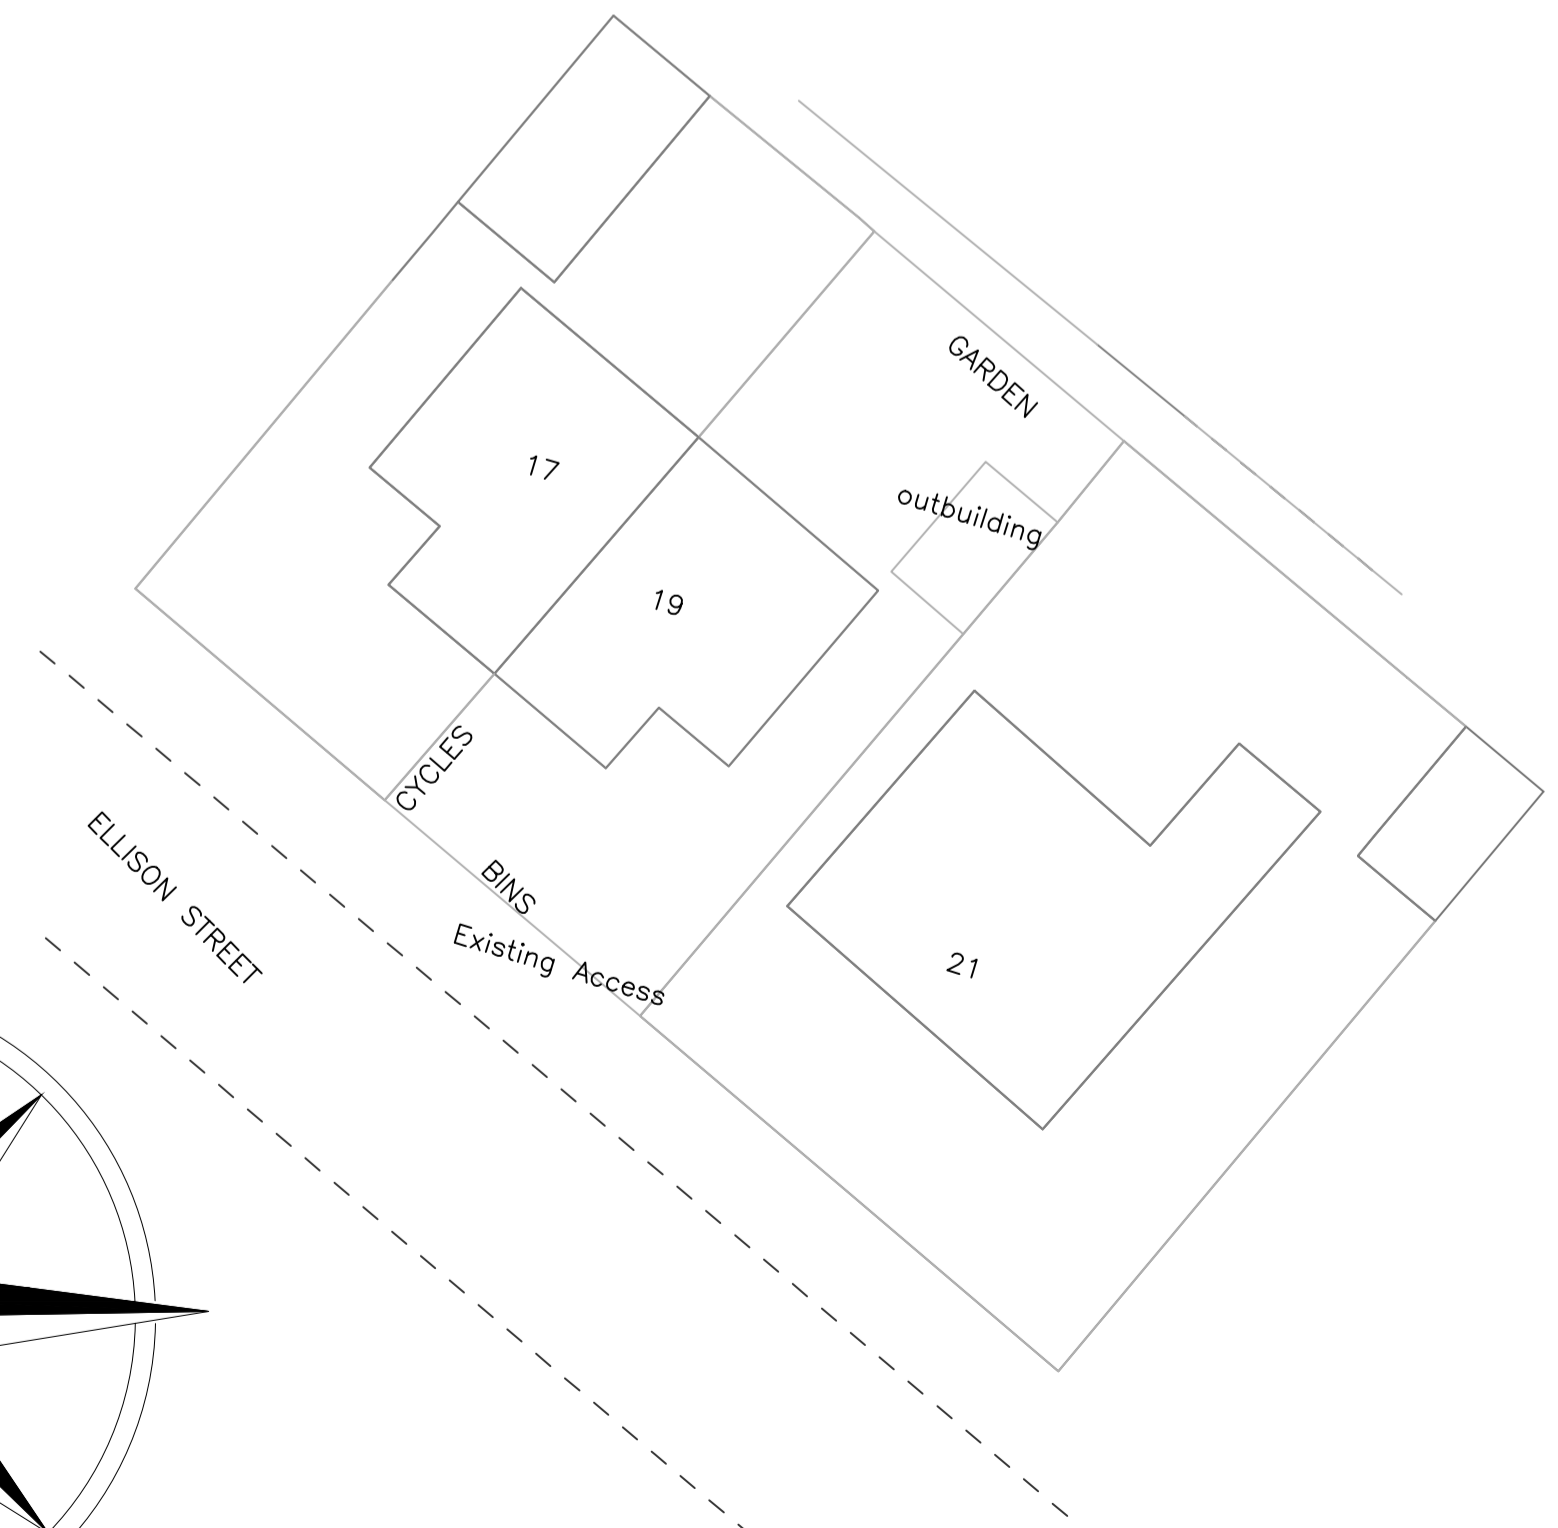 GARDEN
17
outbuilding
19
CYCLES
ELLISON STREET
BINS
Existing Access
21